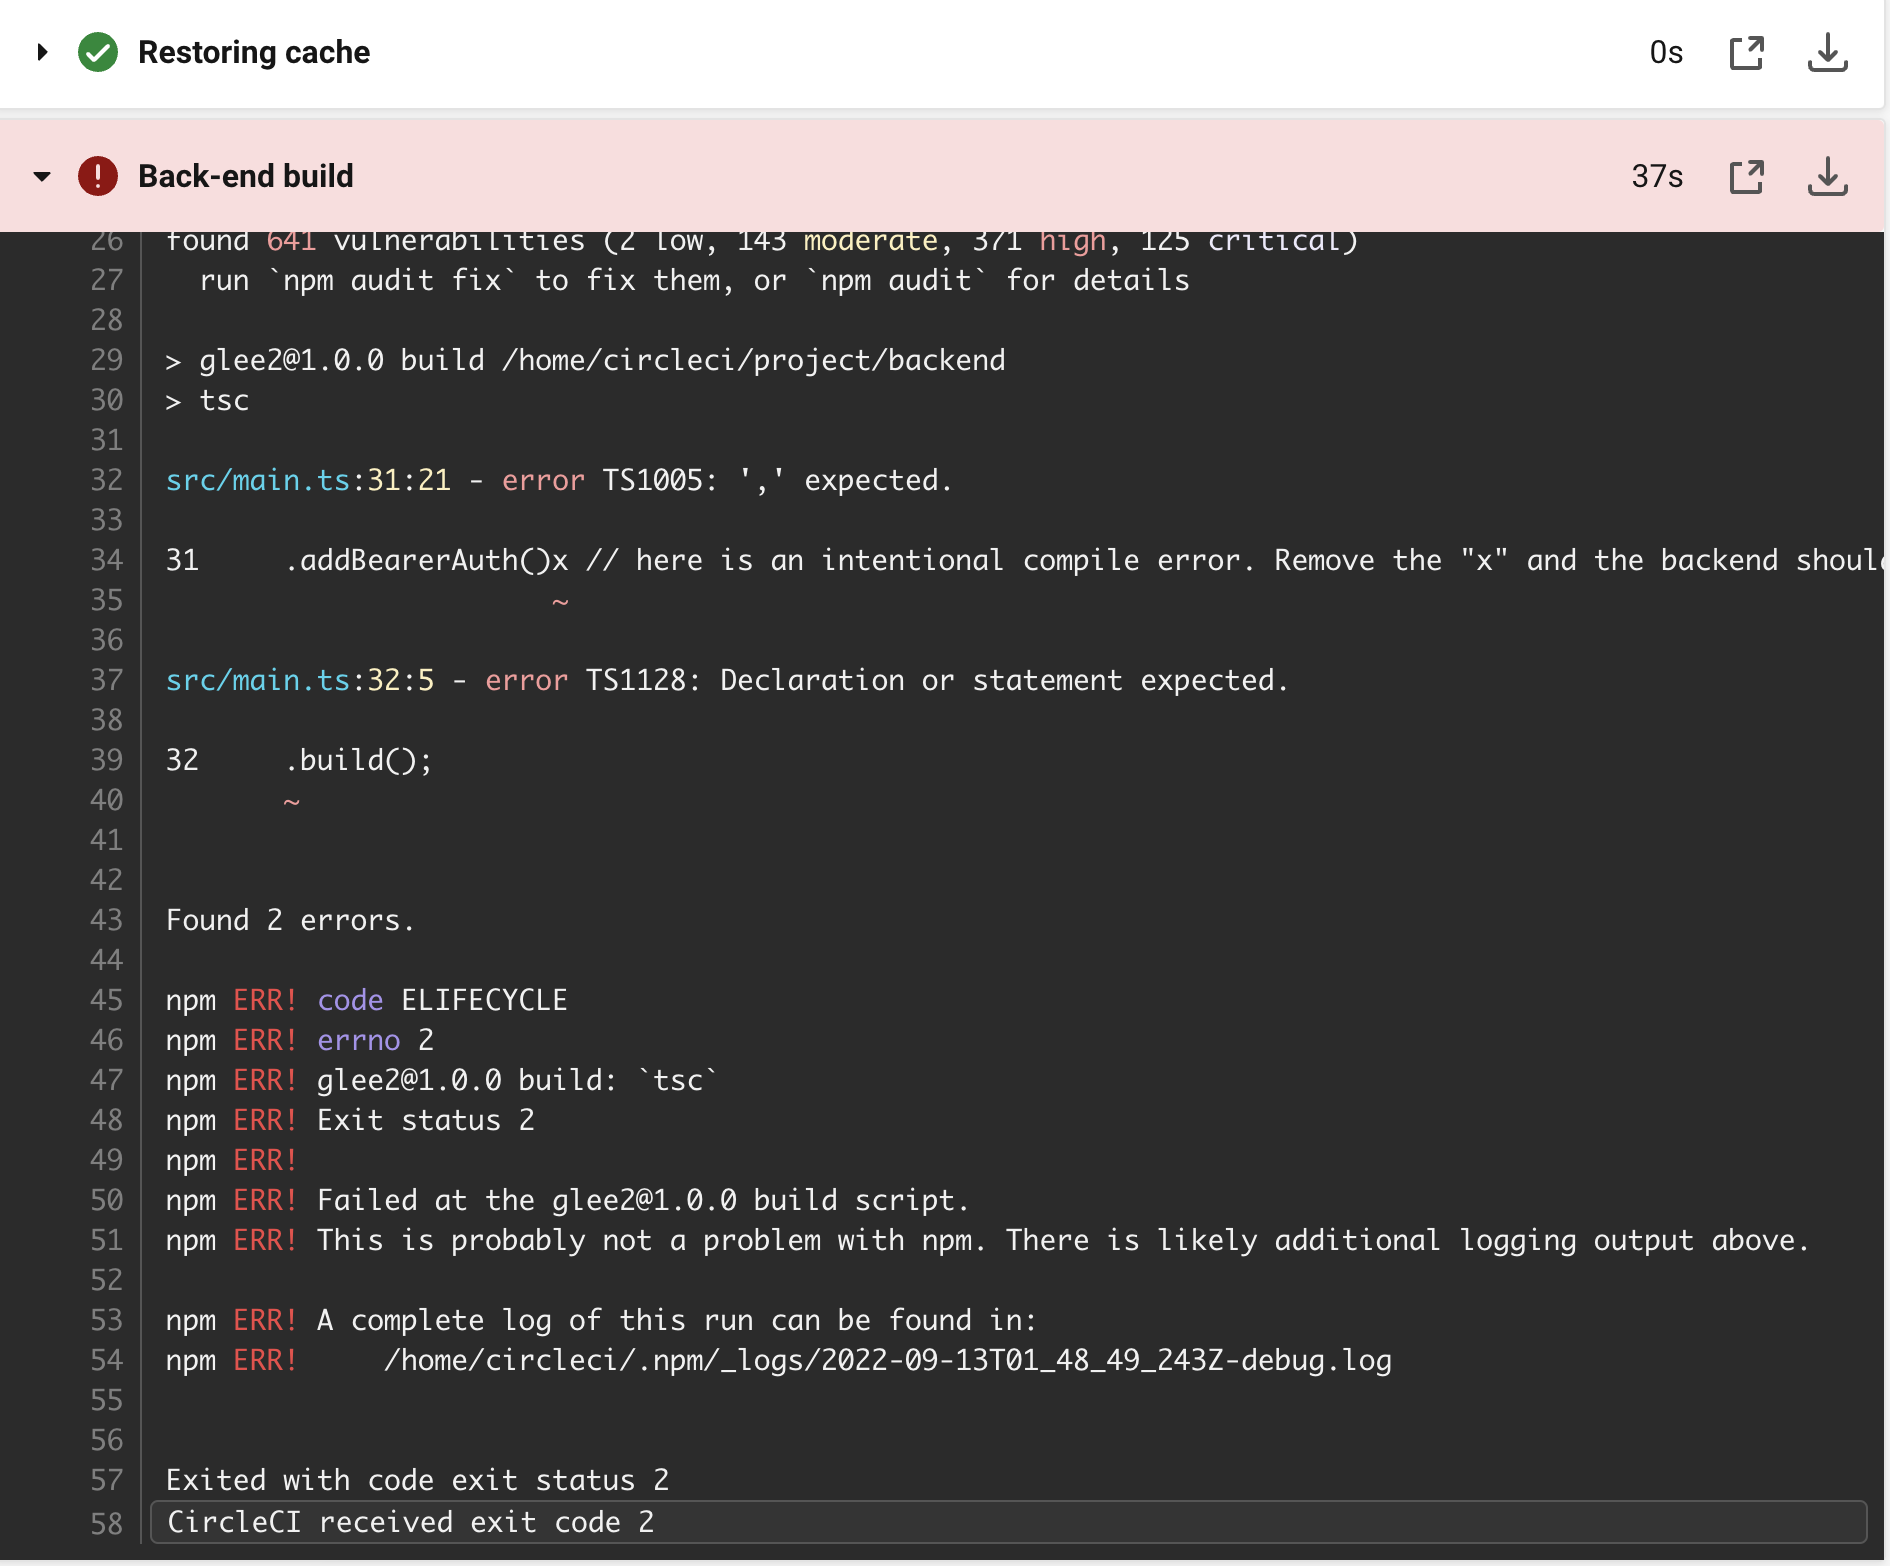 Restoring cache 0s
Back-end build 37s
26 found 641 vulnerabilities (2 low, 143 moderate, 371 high, 125 critical)
27 run `npm audit fix` to fix them, or `npm audit` for details
28
29 > glee2@1.0.0 build /home/circleci/project/backend
30 > tsc
31
32 src/main.ts:31:21 - error TS1005: ',' expected.
33
34 31 .addBearerAuth()x // here is an intentional compile error. Remove the "x" and the backend should
35 ~
36
37 src/main.ts:32:5 - error TS1128: Declaration or statement expected.
38
39 32 .build();
40 ~
41
42
43 Found 2 errors.
44
45 npm ERR! code ELIFECYCLE
46 npm ERR! errno 2
47 npm ERR! glee2@1.0.0 build: `tsc`
48 npm ERR! Exit status 2
49 npm ERR!
50 npm ERR! Failed at the glee2@1.0.0 build script.
51 npm ERR! This is probably not a problem with npm. There is likely additional logging output above.
52
53 npm ERR! A complete log of this run can be found in:
54 npm ERR! /home/circleci/.npm/_logs/2022-09-13T01_48_49_243Z-debug.log
55
56
57 Exited with code exit status 2
58 CircleCI received exit code 2